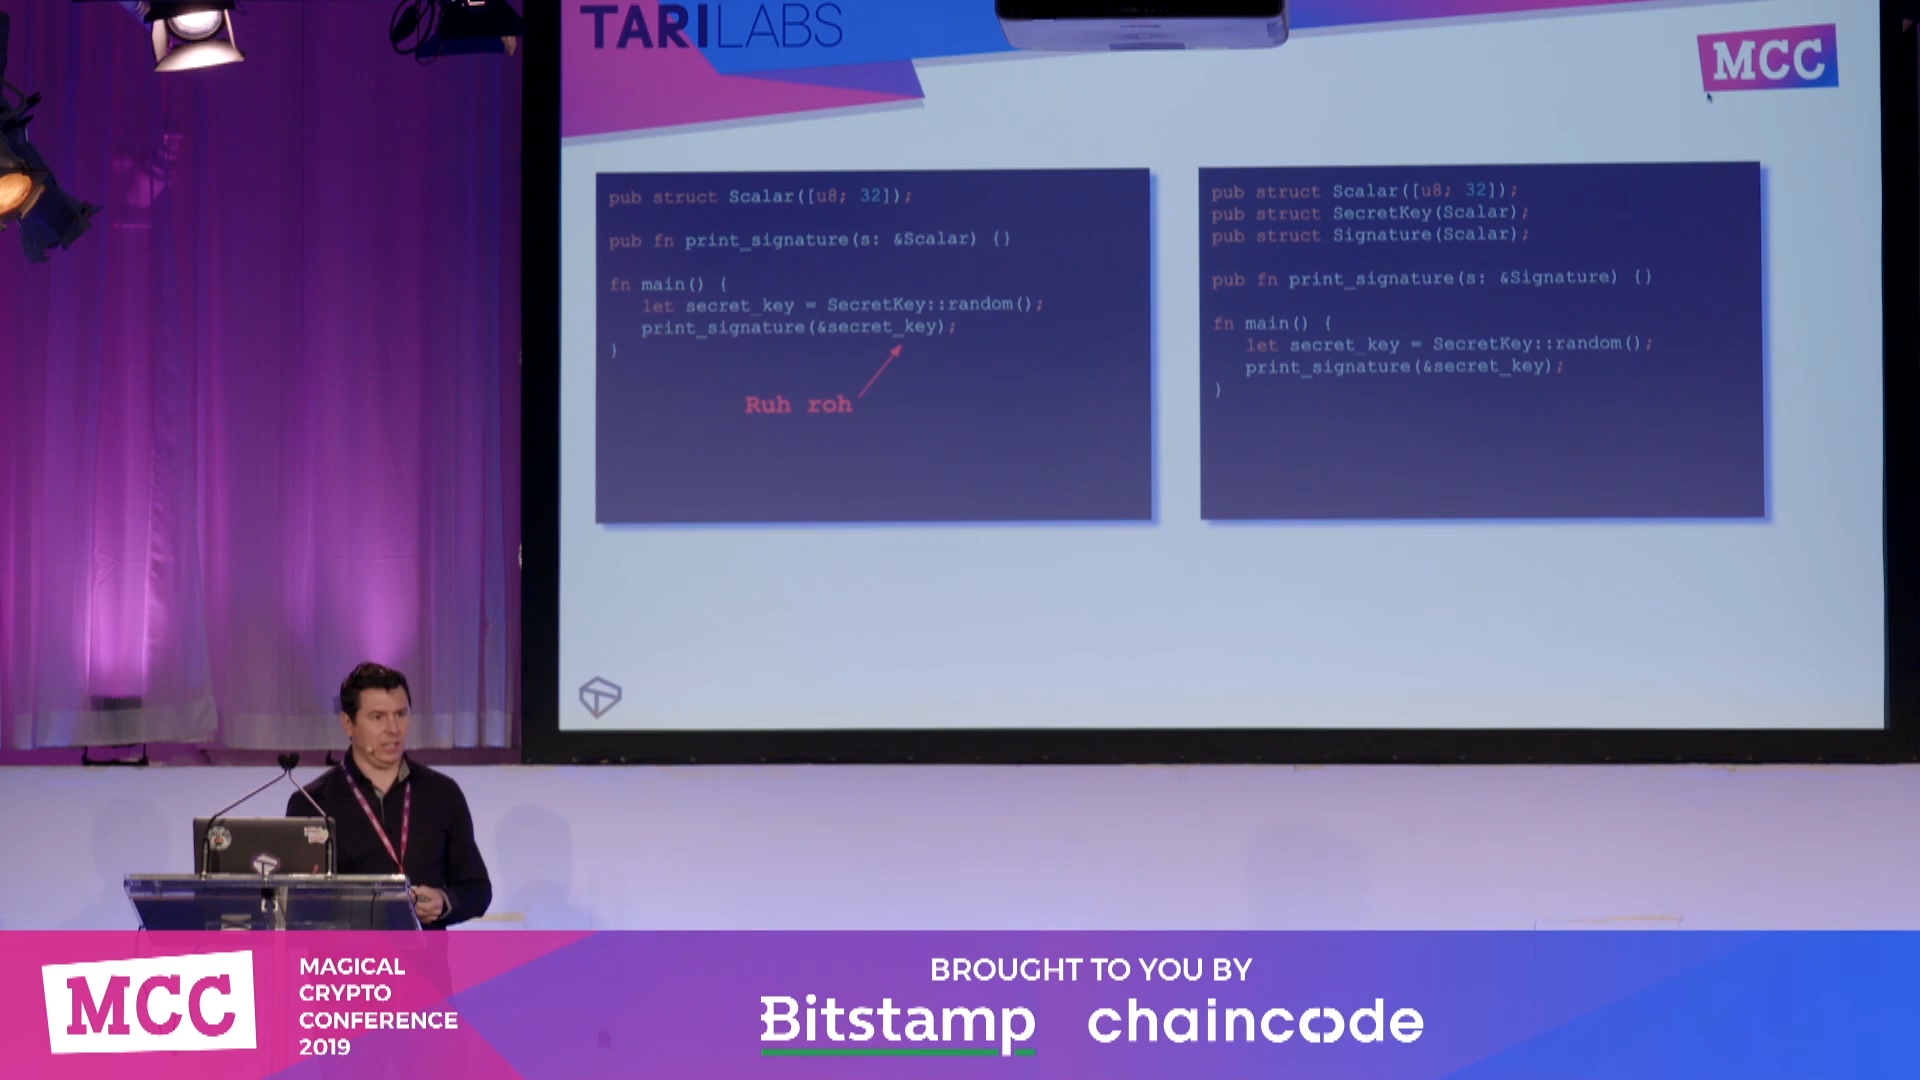 TARILABS
MCC
pub struct Scalar([u8; 32]);
pub fn print_signature(s: &Scalar) {}
fn main() {
let secret_key = SecretKey::random();
print_signature(&secret_key);
}
Ruh roh
pub struct Scalar([u8; 32]);
pub struct SecretKey(Scalar);
pub struct Signature(Scalar);
pub fn print_signature(s: &Signature) {}
fn main() {
let secret_key = SecretKey::random();
print_signature(&secret_key);
}
MCC
MAGICAL
CRYPTO
CONFERENCE
2019
BROUGHT TO YOU BY
Bitstamp chaincode